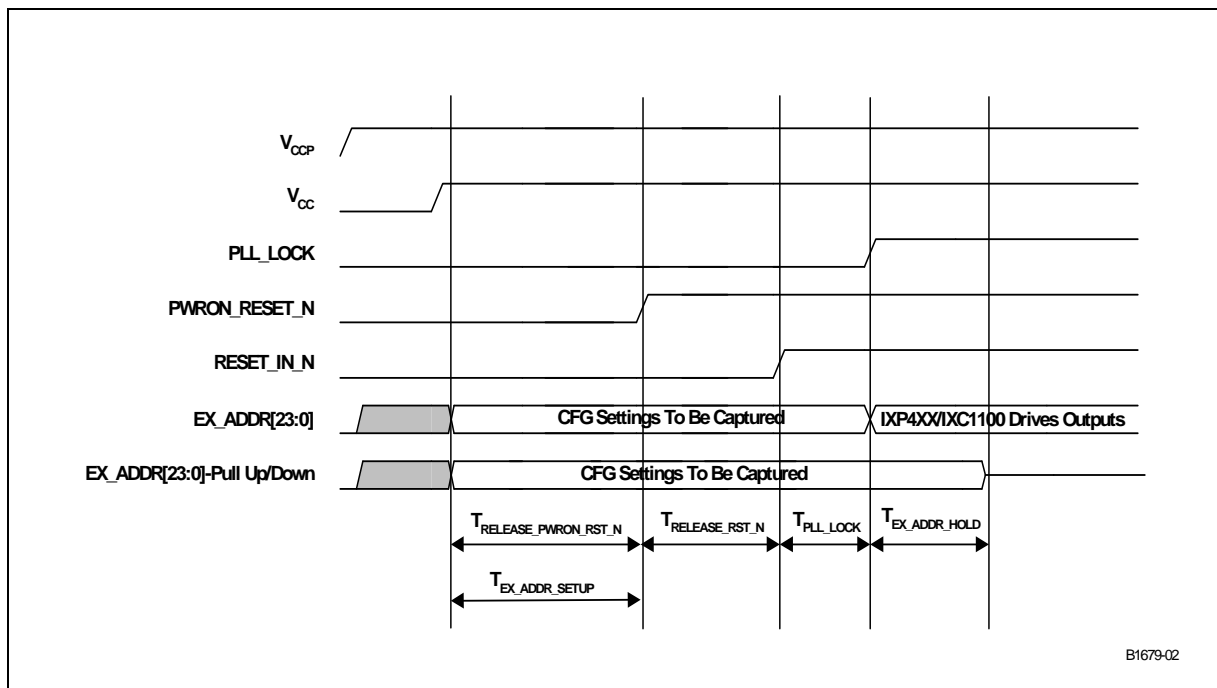 VCCP
VCC
PLL_LOCK
PWRON_RESET_N
RESET_IN_N
EX_ADDR[23:0] CFG Settings To Be Captured IXP4XX/IXC1100 Drives Outputs
EX_ADDR[23:0]-Pull Up/Down CFG Settings To Be Captured
TRELEASE_PWRON_RST_N TRELEASE_RST_N TPLL_LOCK TEX_ADDR_HOLD
TEX_ADDR_SETUP
B1679-02